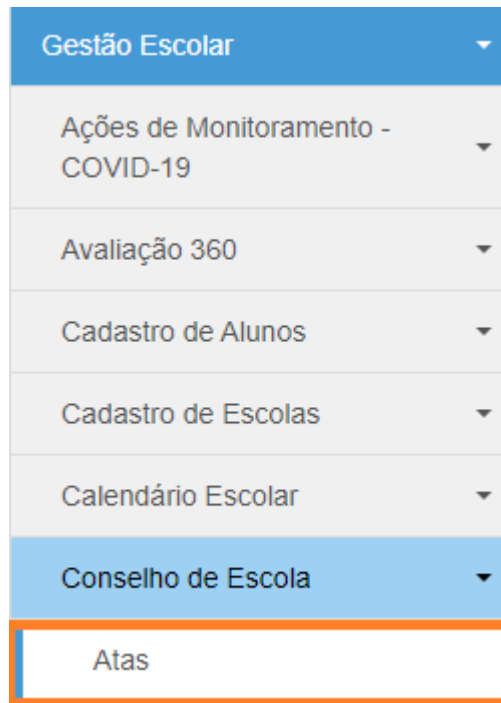 Gestão Escolar
Ações de Monitoramento -
COVID-19
Avaliação 360
Cadastro de Alunos
Cadastro de Escolas
Calendário Escolar
Conselho de Escola
Atas